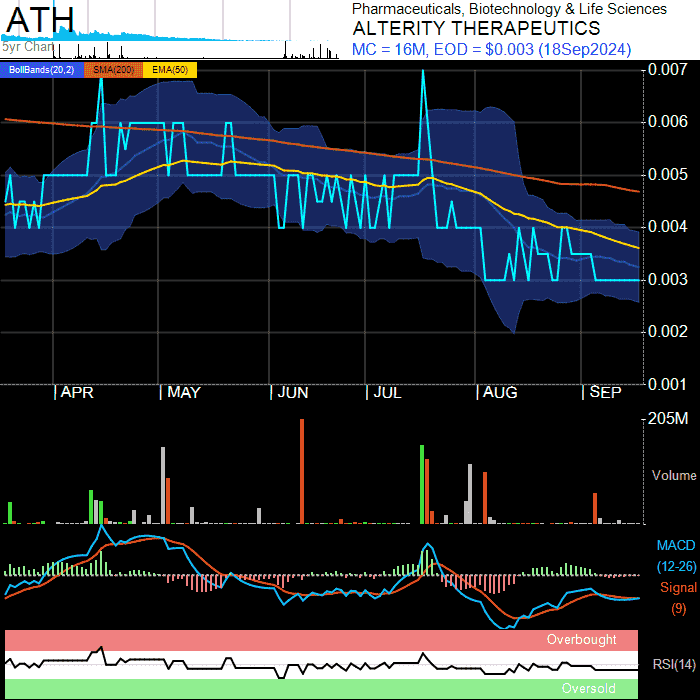 ATH
5yr Chart
Pharmaceuticals, Biotechnology & Life Sciences
ALTERITY THERAPEUTICS
MC = 16M, EOD = $0.003 (18Sep2024)
BollBands(20,2) SMA(200) EMA(50)
0.007
0.006
0.005
0.004
0.003
0.002
0.001
APR MAY JUN JUL AUG SEP
205M
Volume
MACD
(12-26)
Signal
(9)
Overbought
RSI(14)
Oversold